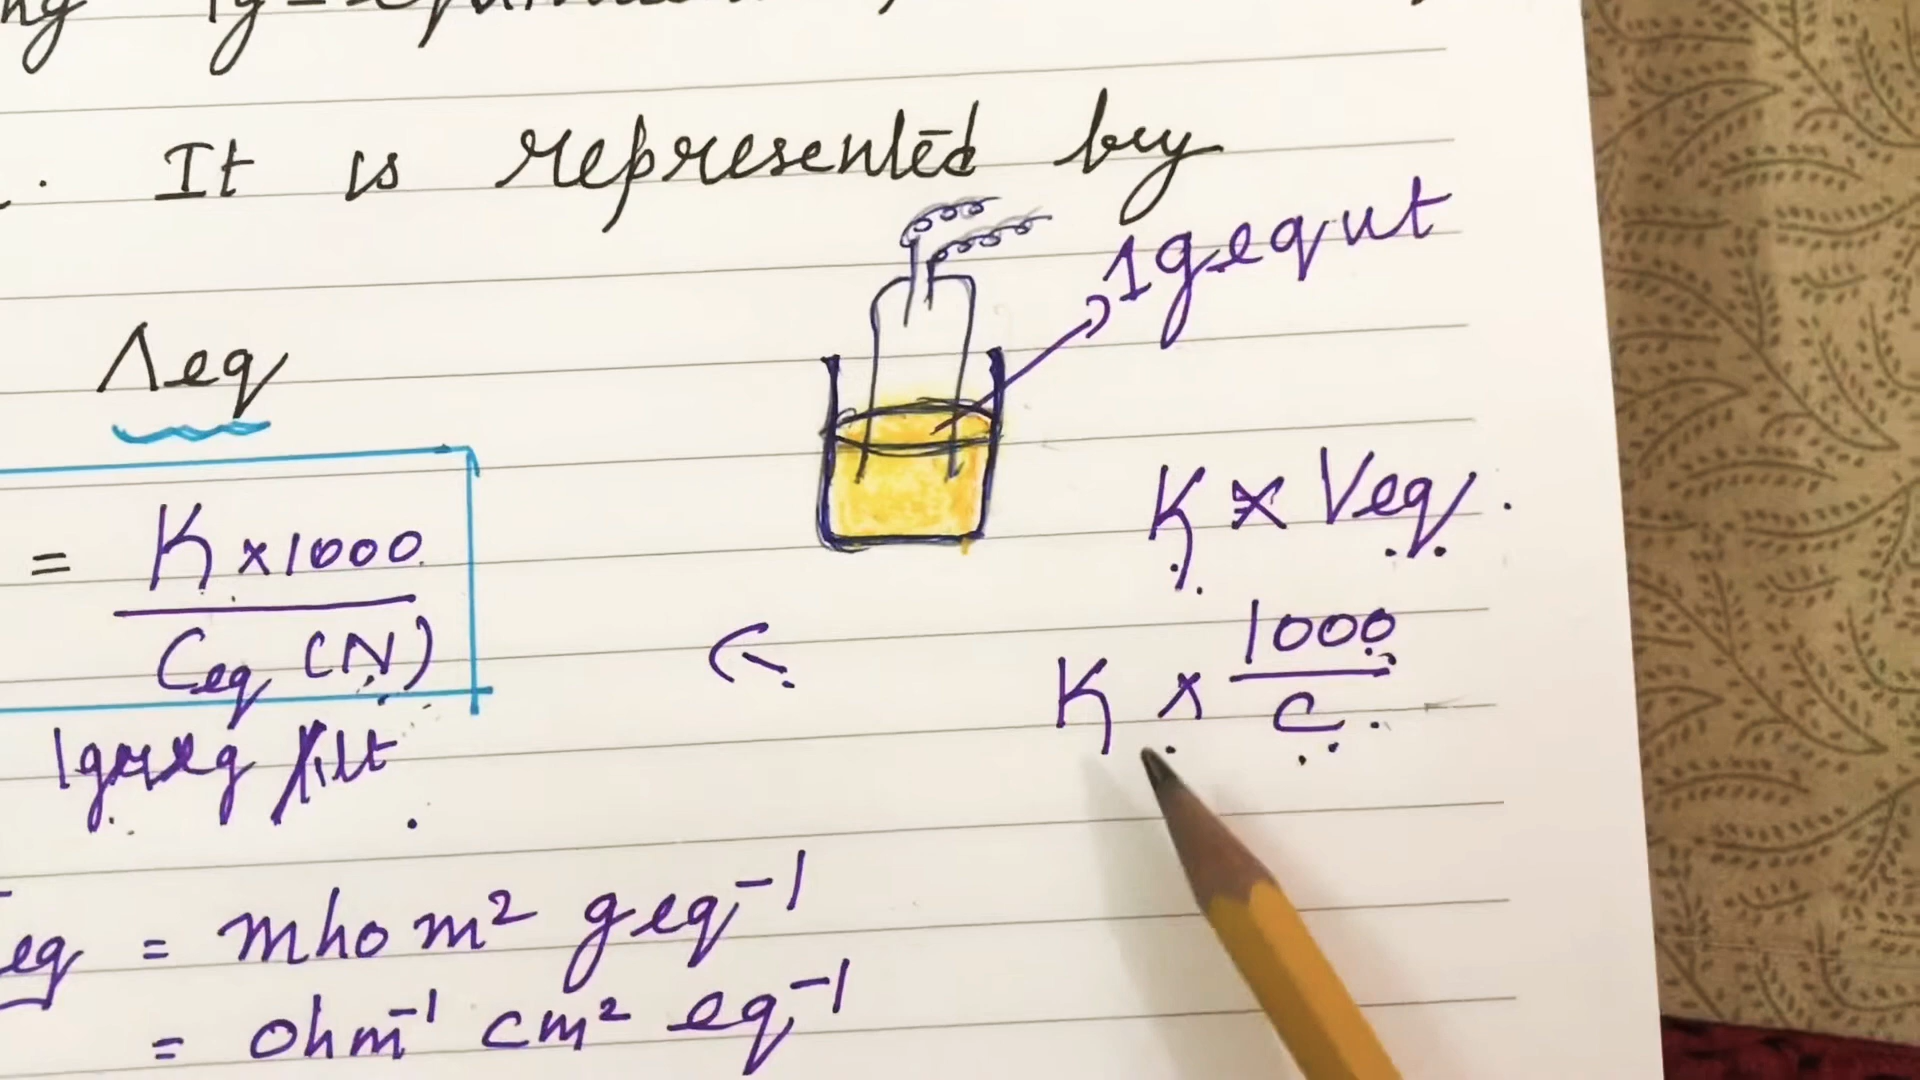 . It is represented by
1 g equt
Λeq
K × Veq.
= K × 1000
Ceq (N)
K × 1000
C
eq = mho m² geq⁻¹
= ohm⁻¹ cm² eq⁻¹